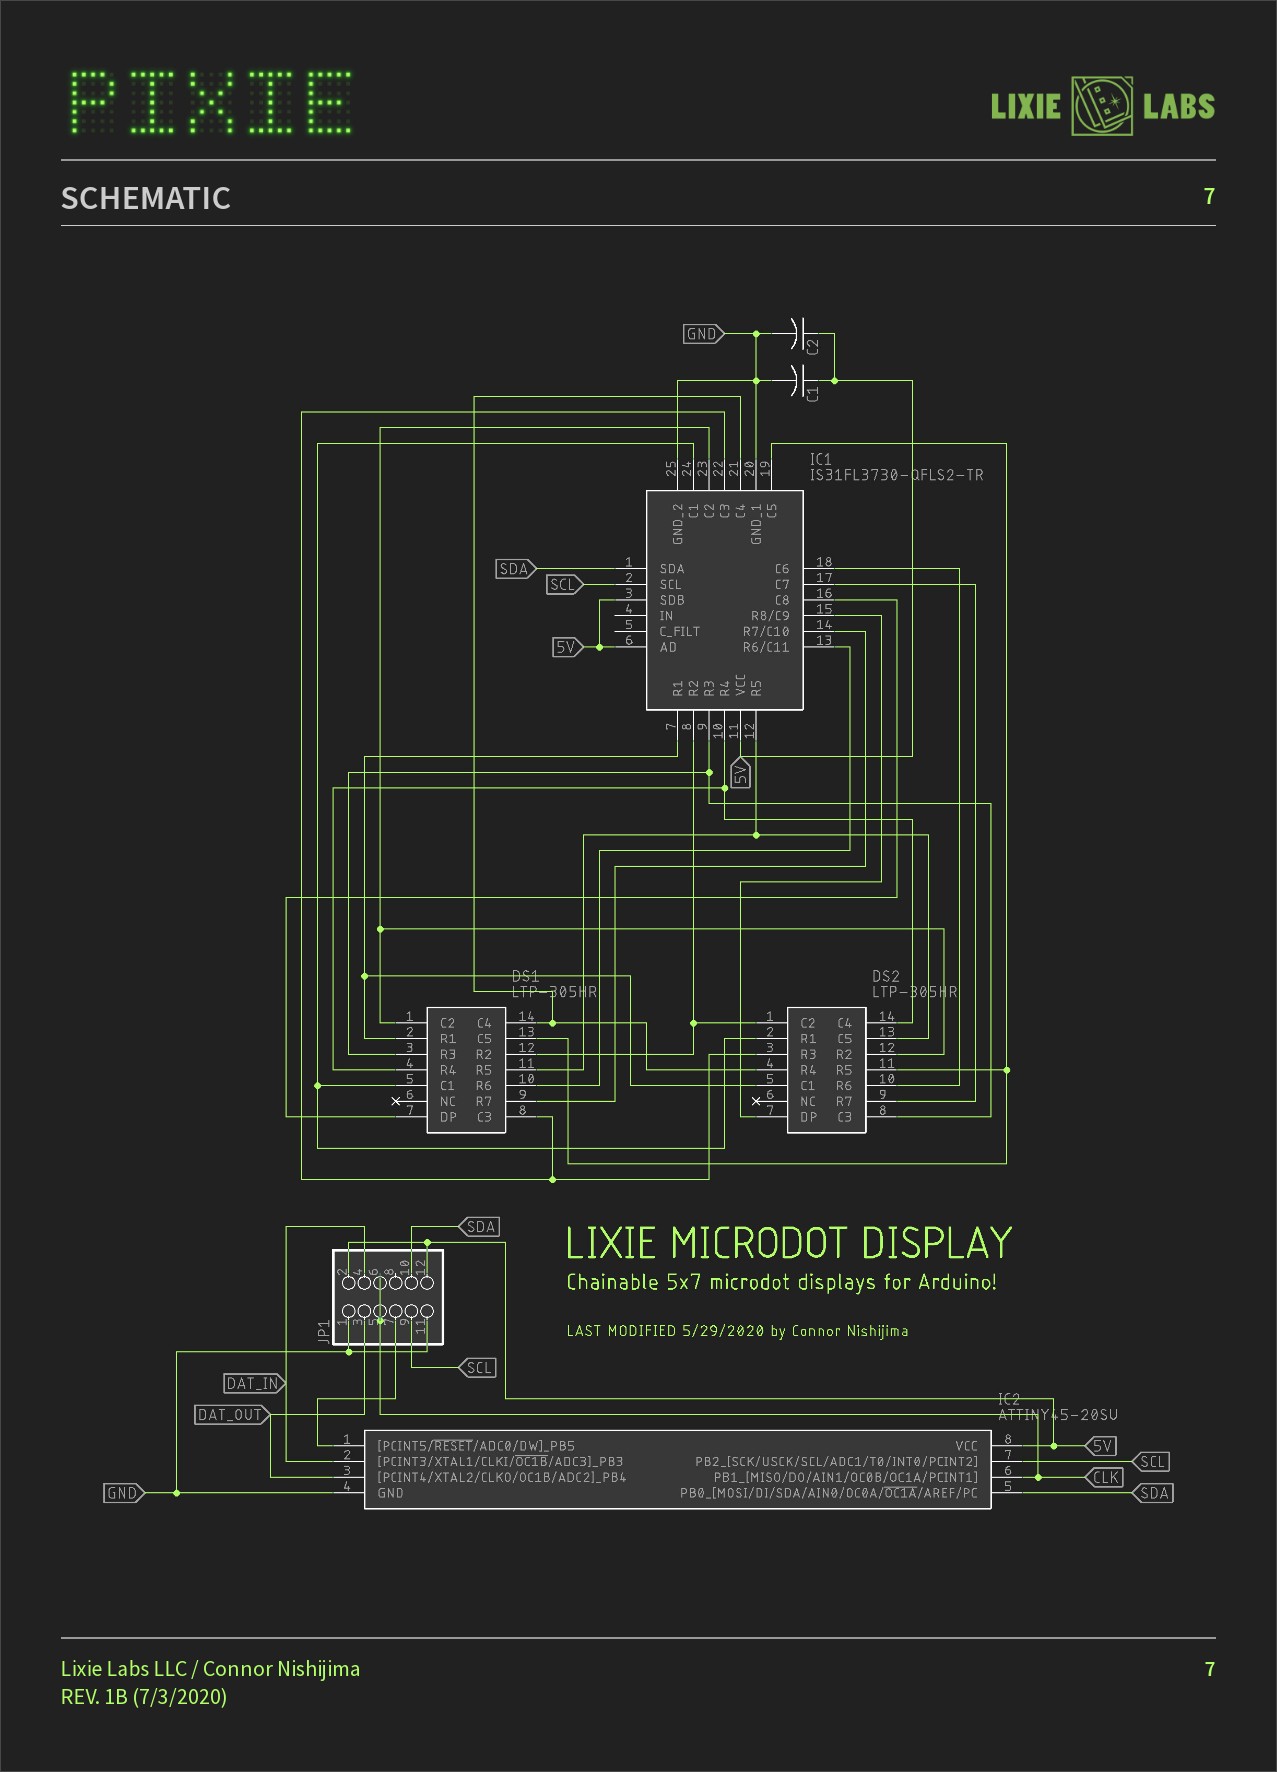 PIXIE
LIXIE LABS
SCHEMATIC
7
GND
C2
C1
25 24 23 22 21 20 19
IC1
IS31FL3730-QFLS2-TR
GND_2 C1 C2 C3 C4 GND_1 C5
SDA 1 SDA C6 18
SCL 2 SCL C7 17
3 SDB C8 16
4 IN R8/C9 15
5 C_FILT R7/C10 14
5V 6 AD R6/C11 13
R1 R2 R3 R4 VCC R5
7 8 9 10 11 12
5V
DS1
LTP-305HR
DS2
LTP-305HR
1 C2 C4 14
2 R1 C5 13
3 R3 R2 12
4 R4 R5 11
5 C1 R6 10
6 NC R7 9
7 DP C3 8
1 C2 C4 14
2 R1 C5 13
3 R3 R2 12
4 R4 R5 11
5 C1 R6 10
6 NC R7 9
7 DP C3 8
SDA
2 4 6 8 10 12
1 3 5 7 9 11
JP1
SCL
LIXIE MICRODOT DISPLAY
Chainable 5x7 microdot displays for Arduino!
LAST MODIFIED 5/29/2020 by Connor Nishijima
DAT_IN
DAT_OUT
IC2
ATTINY45-20SU
1 [PCINT5/RESET/ADC0/DW]_PB5 VCC 8 5V
2 [PCINT3/XTAL1/CLKI/OC1B/ADC3]_PB3 PB2_[SCK/USCK/SCL/ADC1/T0/INT0/PCINT2] 7 SCL
3 [PCINT4/XTAL2/CLKO/OC1B/ADC2]_PB4 PB1_[MISO/DO/AIN1/OC0B/OC1A/PCINT1] 6 CLK
GND 4 GND PB0_[MOSI/DI/SDA/AIN0/OC0A/OC1A/AREF/PC 5 SDA
Lixie Labs LLC / Connor Nishijima
7
REV. 1B (7/3/2020)